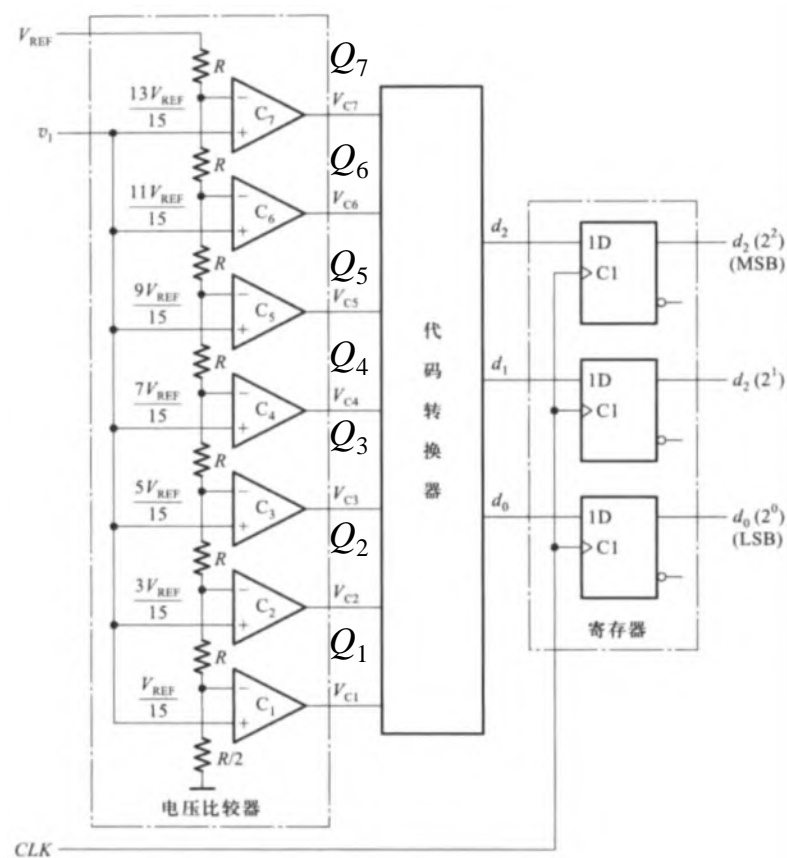 V_REF
Q_7
R
13V_REF/15
C_7
V_C7
v_1
1D
C1
d_2
d_2 (2^2)
(MSB)
Q_6
R
11V_REF/15
C_6
V_C6
Q_5
R
9V_REF/15
C_5
V_C5
Q_4
R
7V_REF/15
C_4
V_C4
代码转换器
d_1
1D
C1
d_2 (2^1)
Q_3
R
5V_REF/15
C_3
V_C3
d_0
1D
C1
d_0 (2^0)
(LSB)
Q_2
R
3V_REF/15
C_2
V_C2
寄存器
Q_1
R
V_REF/15
C_1
V_C1
R/2
电压比较器
CLK